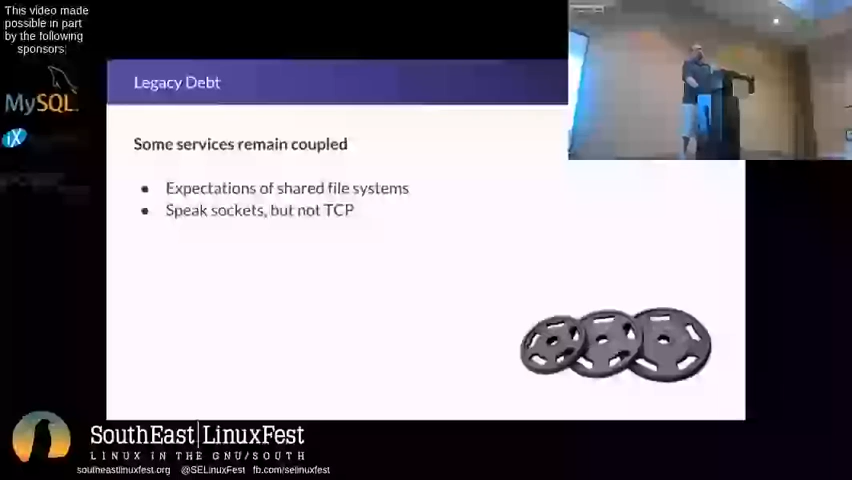 This video made
possible in part
by the following
sponsors:
MySQL
iX
Legacy Debt
Some services remain coupled
● Expectations of shared file systems
● Speak sockets, but not TCP
SouthEast LinuxFest
LINUX IN THE GNU/SOUTH
southeastlinuxfest.org @SELinuxFest fb.com/selinuxfest